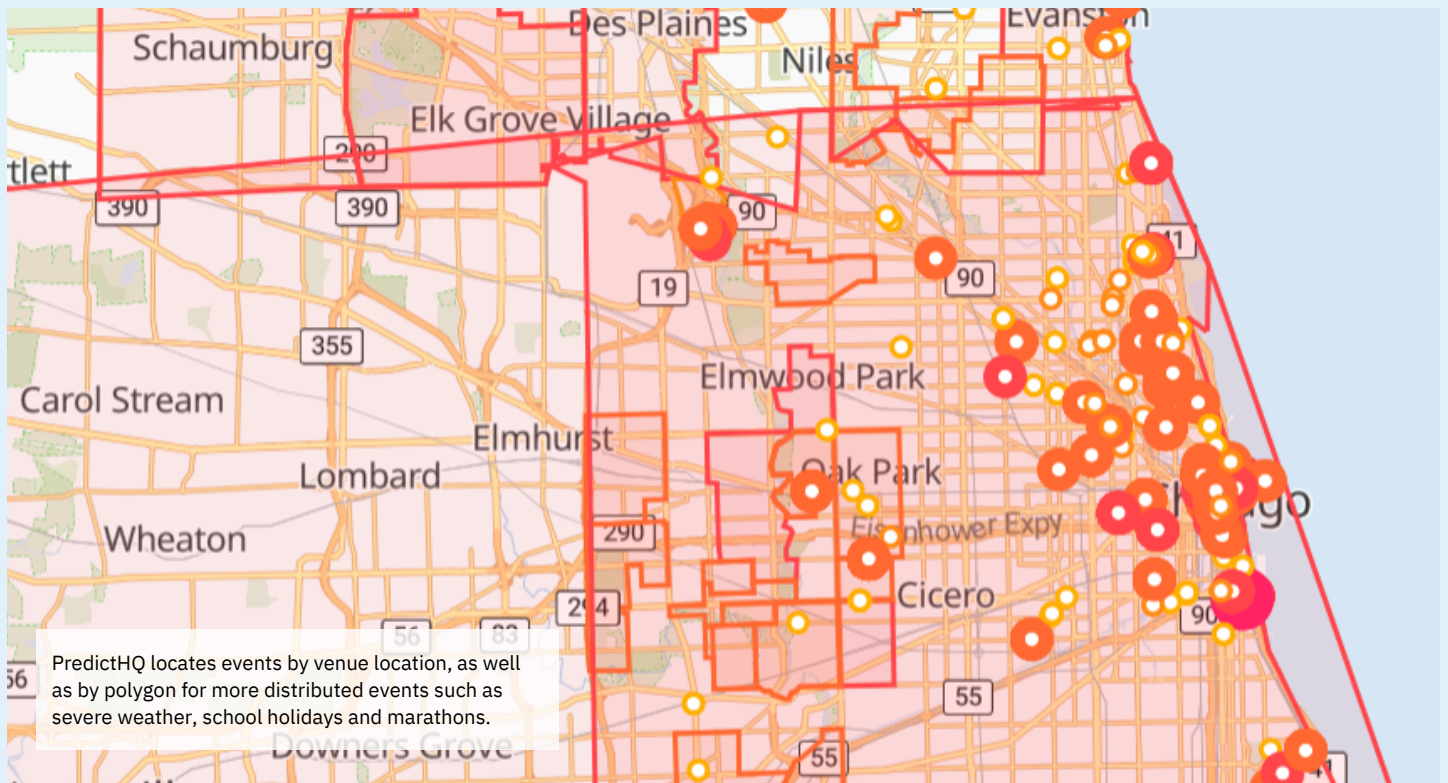 Des Plaines
Evanston
Schaumburg
Niles
Elk Grove Village
290
tlett
390
390
90
41
19
90
355
Elmwood Park
Carol Stream
Elmhurst
Lombard
Oak Park
Chicago
Eisenhower Expy
Wheaton
290
Cicero
294
90
56
83
PredictHQ locates events by venue location, as well
as by polygon for more distributed events such as
severe weather, school holidays and marathons.
56
55
Downers Grove
55
41